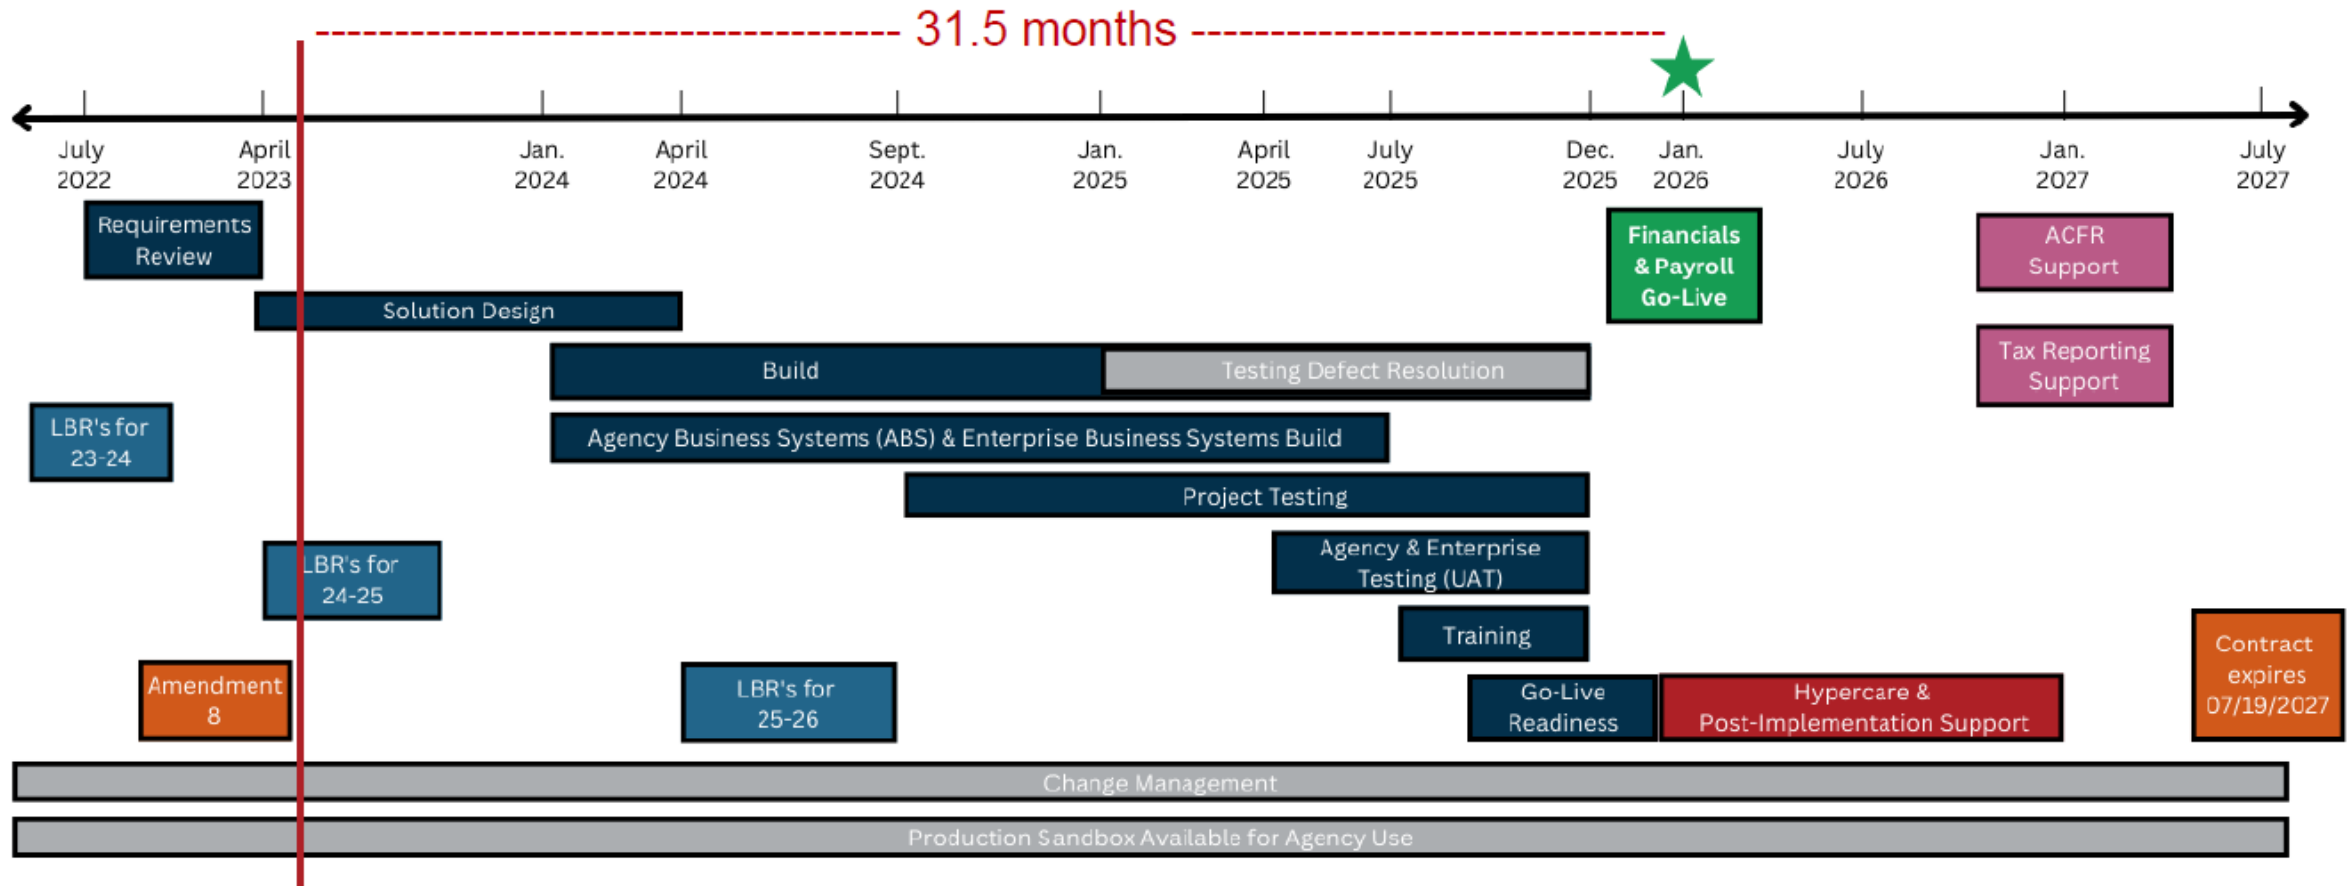 31.5 months
July
2022
April
2023
Jan.
2024
April
2024
Sept.
2024
Jan.
2025
April
2025
July
2025
Dec.
2025
Jan.
2026
July
2026
Jan.
2027
July
2027
Requirements
Review
Financials
& Payroll
Go-Live
ACFR
Support
Solution Design
Build
Testing Defect Resolution
Tax Reporting
Support
LBR's for
23-24
Agency Business Systems (ABS) & Enterprise Business Systems Build
Project Testing
LBR's for
24-25
Agency & Enterprise
Testing (UAT)
Training
Amendment
8
LBR's for
25-26
Go-Live
Readiness
Hypercare &
Post-Implementation Support
Contract
expires
07/19/2027
Change Management
Production Sandbox Available for Agency Use